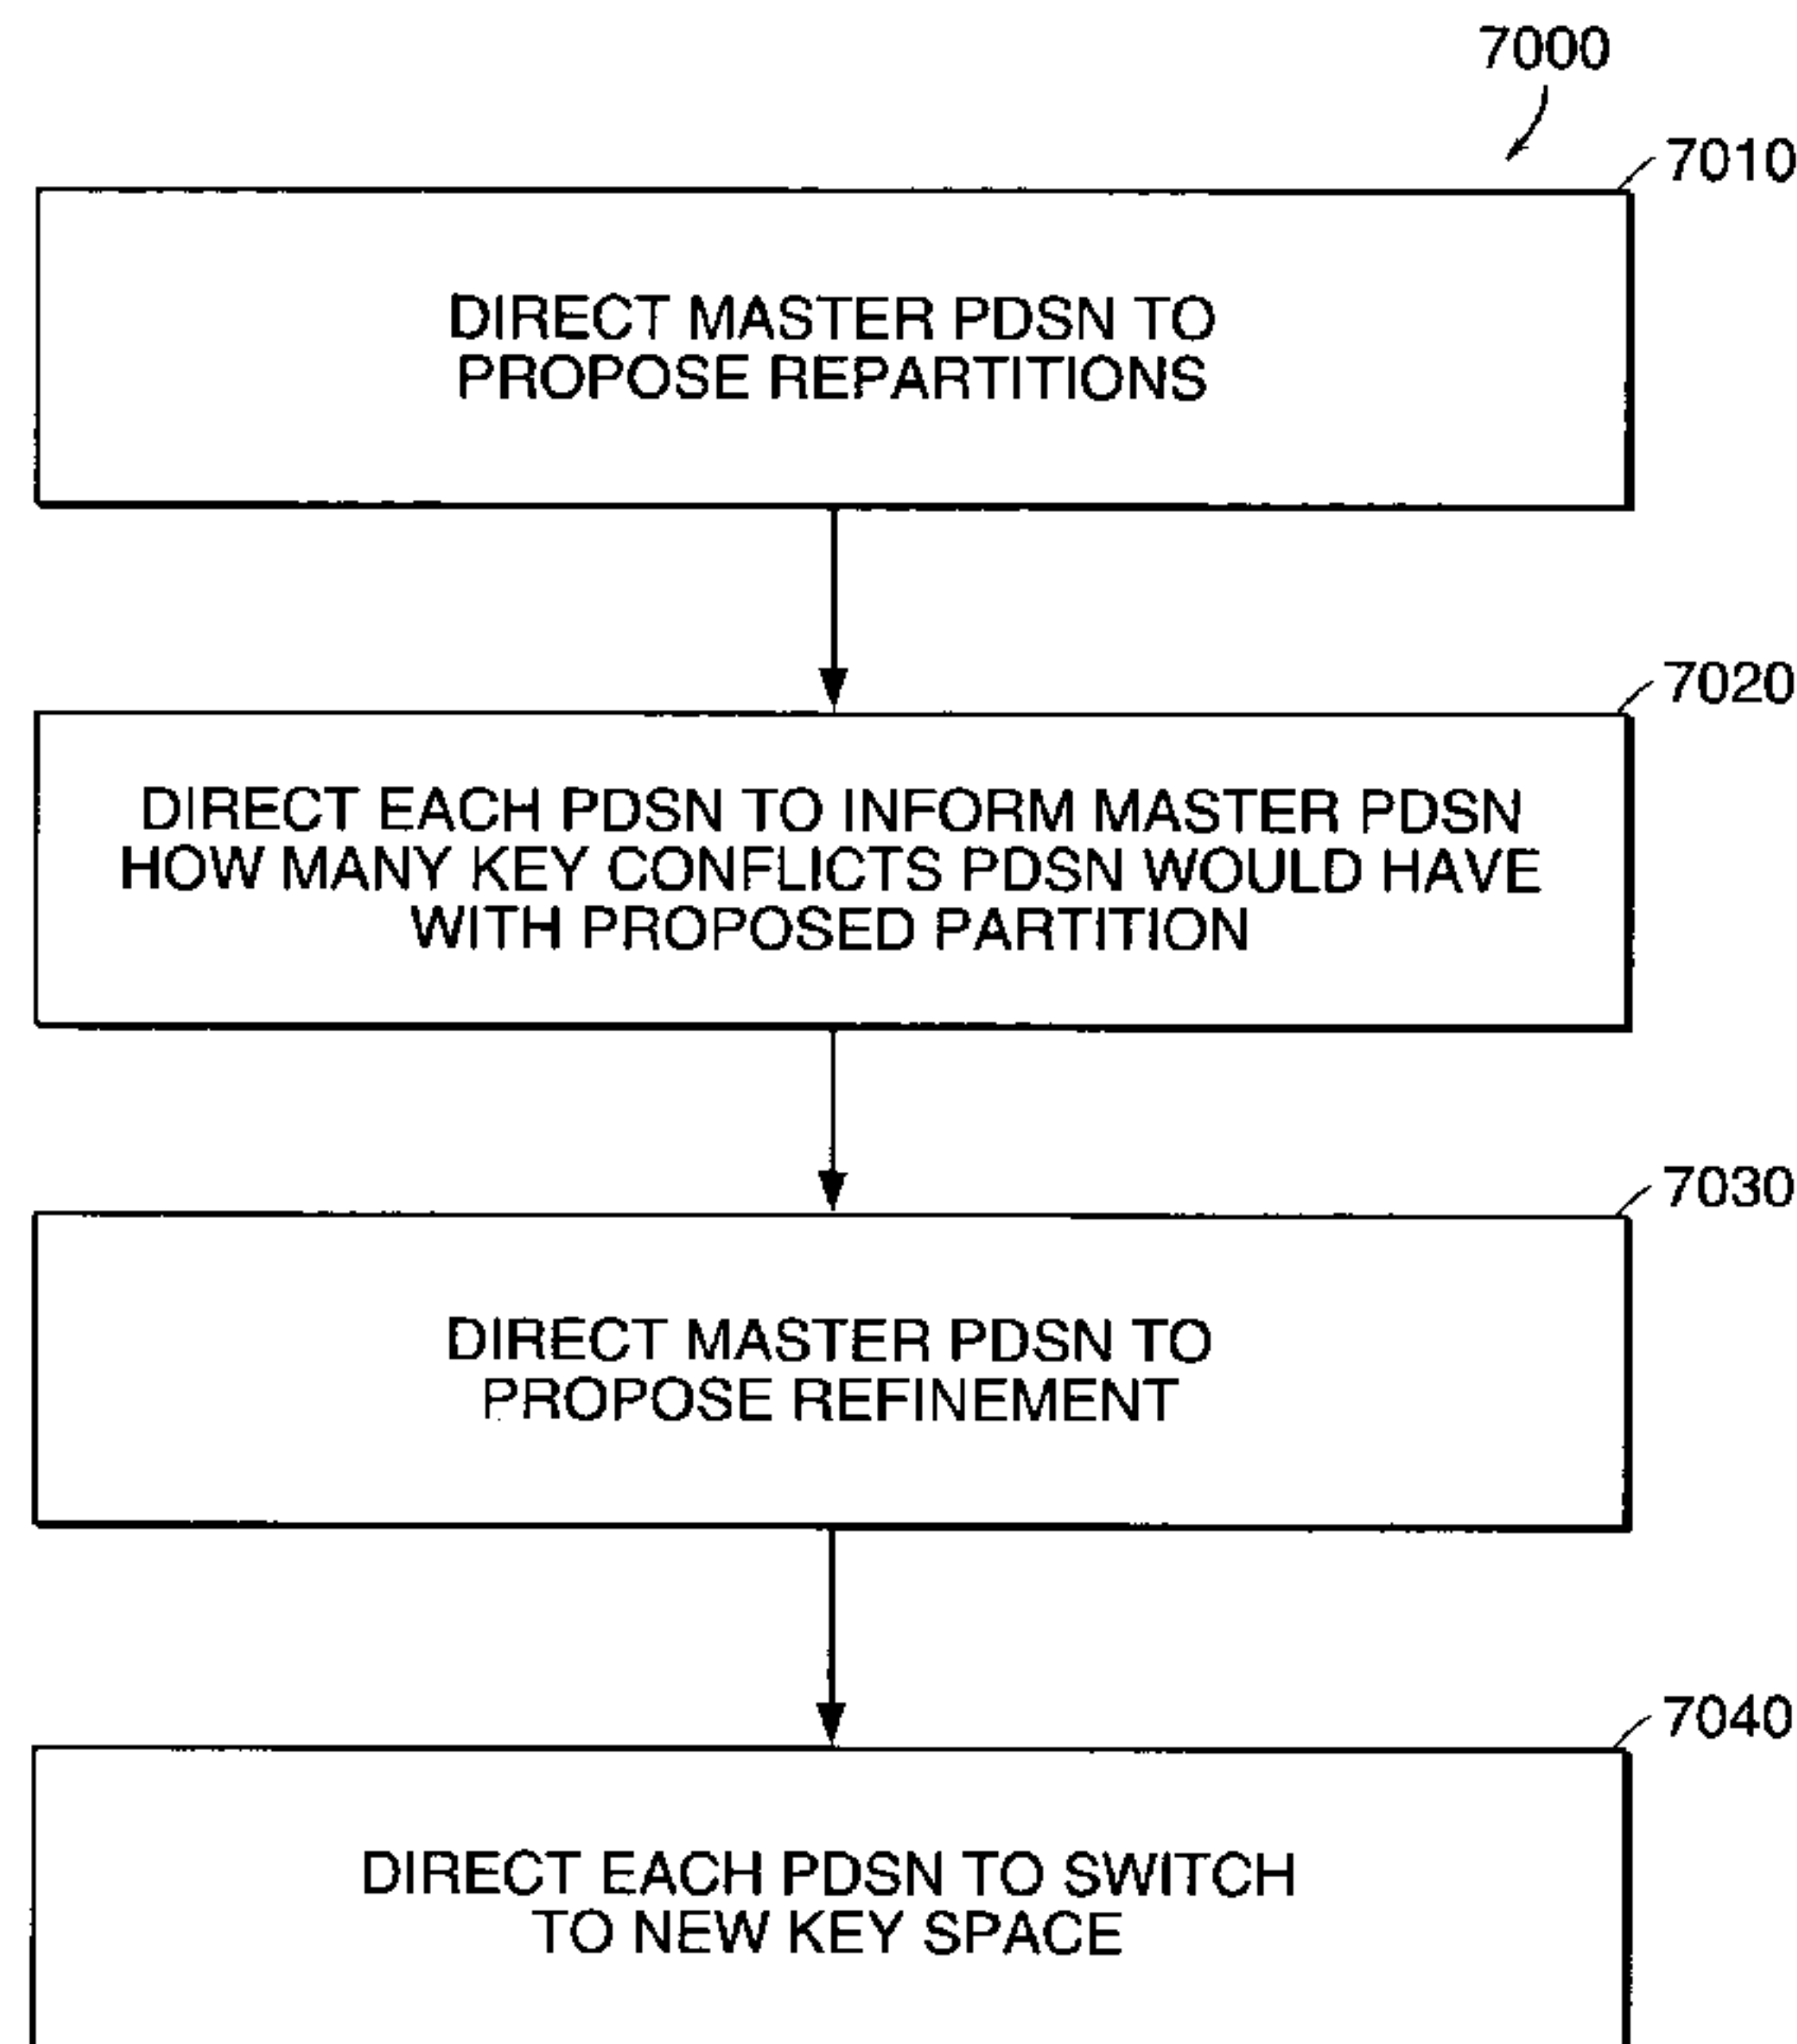 7000
7010
DIRECT MASTER PDSN TO
PROPOSE REPARTITIONS
7020
DIRECT EACH PDSN TO INFORM MASTER PDSN
HOW MANY KEY CONFLICTS PDSN WOULD HAVE
WITH PROPOSED PARTITION
7030
DIRECT MASTER PDSN TO
PROPOSE REFINEMENT
7040
DIRECT EACH PDSN TO SWITCH
TO NEW KEY SPACE